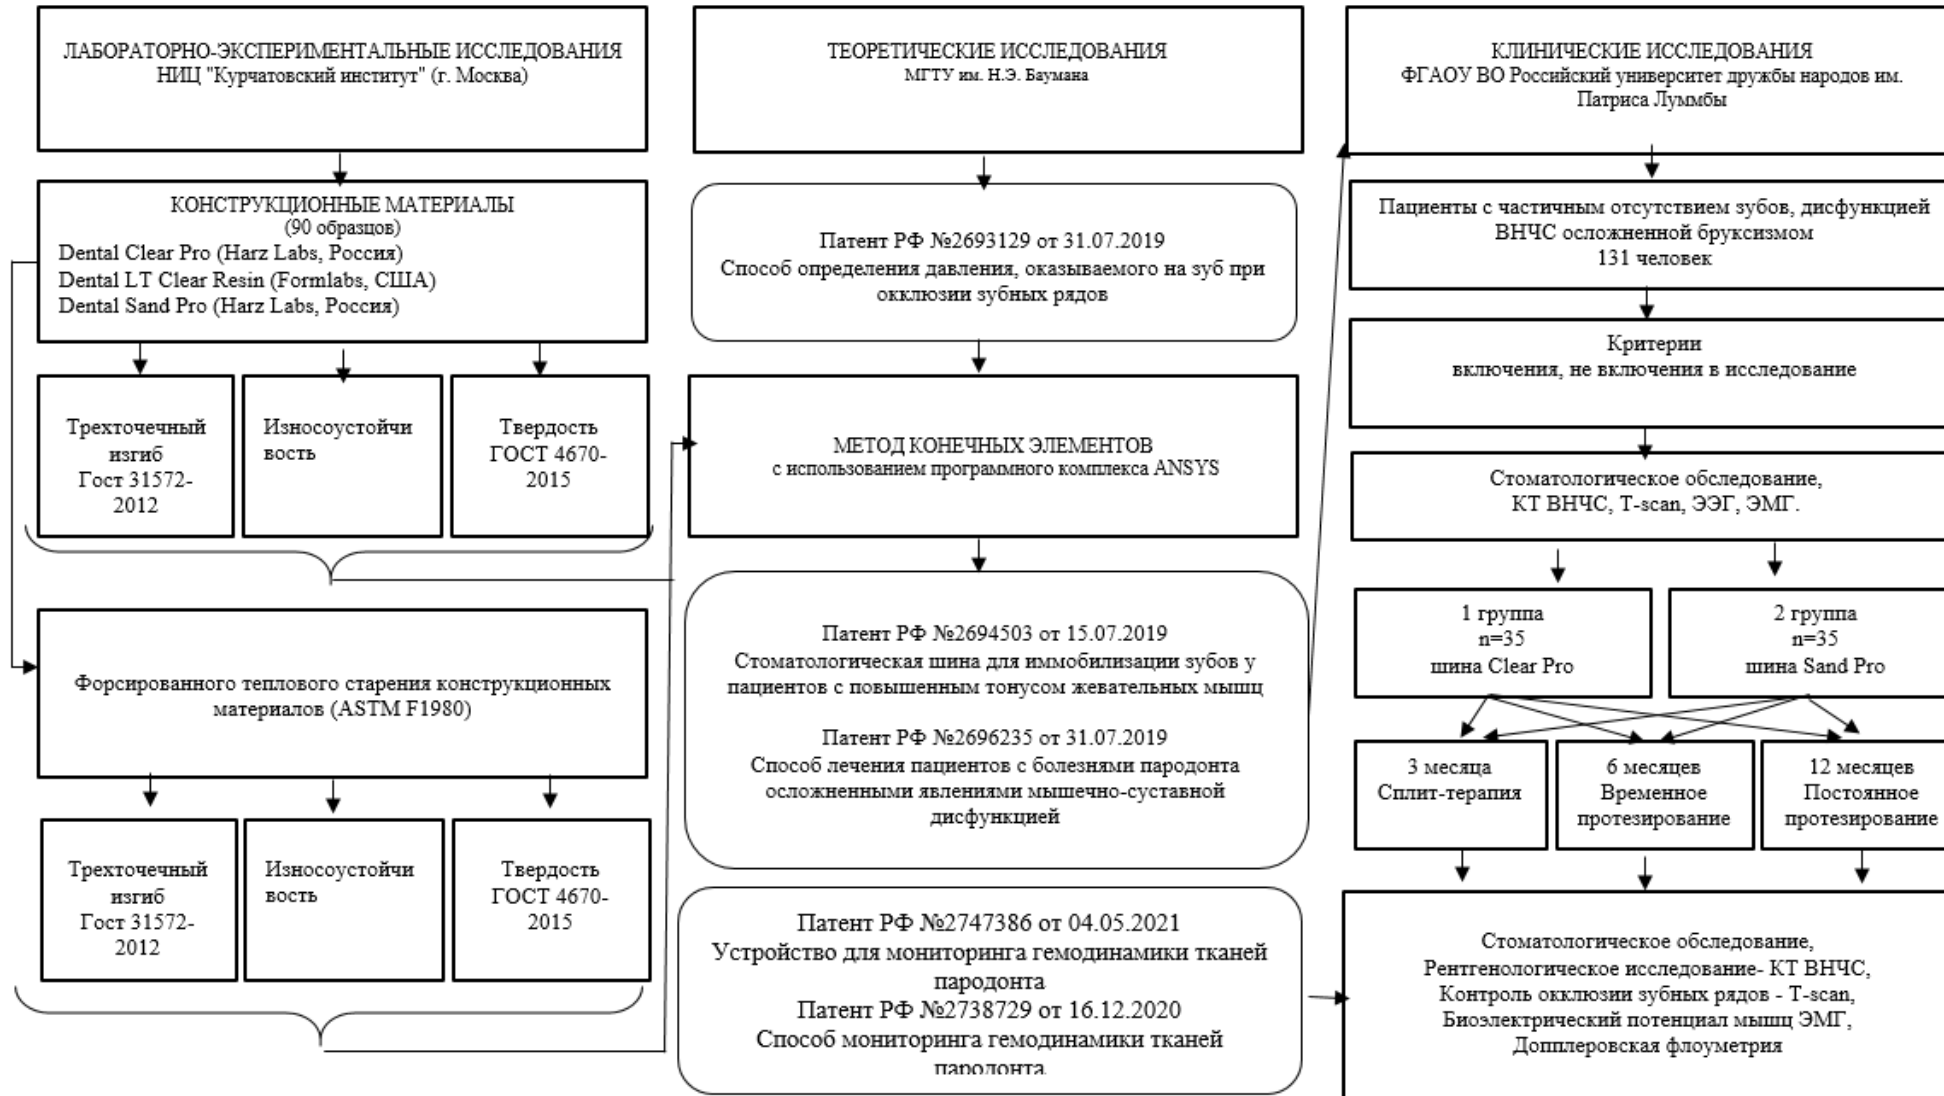 ЛАБОРАТОРНО-ЭКСПЕРИМЕНТАЛЬНЫЕ ИССЛЕДОВАНИЯ
НИЦ "Курчатовский институт" (г. Москва)
КОНСТРУКЦИОННЫЕ МАТЕРИАЛЫ
(90 образцов)
Dental Clear Pro (Harz Labs, Россия)
Dental LT Clear Resin (Formlabs, США)
Dental Sand Pro (Harz Labs, Россия)
Трехточечный
изгиб
Гост 31572-
2012
Износоустойчи
вость
Твердость
ГОСТ 4670-
2015
Форсированного теплового старения конструкционных
материалов (ASTM F1980)
Трехточечный
изгиб
Гост 31572-
2012
Износоустойчи
вость
Твердость
ГОСТ 4670-
2015
ТЕОРЕТИЧЕСКИЕ ИССЛЕДОВАНИЯ
МГТУ им. Н.Э. Баумана
Патент РФ №2693129 от 31.07.2019
Способ определения давления, оказываемого на зуб при
окклюзии зубных рядов
МЕТОД КОНЕЧНЫХ ЭЛЕМЕНТОВ
с использованием программного комплекса ANSYS
Патент РФ №2694503 от 15.07.2019
Стоматологическая шина для иммобилизации зубов у
пациентов с повышенным тонусом жевательных мышц
Патент РФ №2696235 от 31.07.2019
Способ лечения пациентов с болезнями пародонта
осложненными явлениями мышечно-суставной
дисфункцией
Патент РФ №2747386 от 04.05.2021
Устройство для мониторинга гемодинамики тканей
пародонта
Патент РФ №2738729 от 16.12.2020
Способ мониторинга гемодинамики тканей
пародонта.
КЛИНИЧЕСКИЕ ИССЛЕДОВАНИЯ
ФГАОУ ВО Российский университет дружбы народов им.
Патриса Луммбы
Пациенты с частичным отсутствием зубов, дисфункцией
ВНЧС осложненной бруксизмом
131 человек
Критерии
включения, не включения в исследование
Стоматологическое обследование,
КТ ВНЧС, T-scan, ЭЭГ, ЭМГ.
1 группа
n=35
шина Clear Pro
2 группа
n=35
шина Sand Pro
3 месяца
Сплит-терапия
6 месяцев
Временное
протезирование
12 месяцев
Постоянное
протезирование
Стоматологическое обследование,
Рентгенологическое исследование- КТ ВНЧС,
Контроль окклюзии зубных рядов - T-scan,
Биоэлектрический потенциал мышц ЭМГ,
Допплеровская флоуметрия